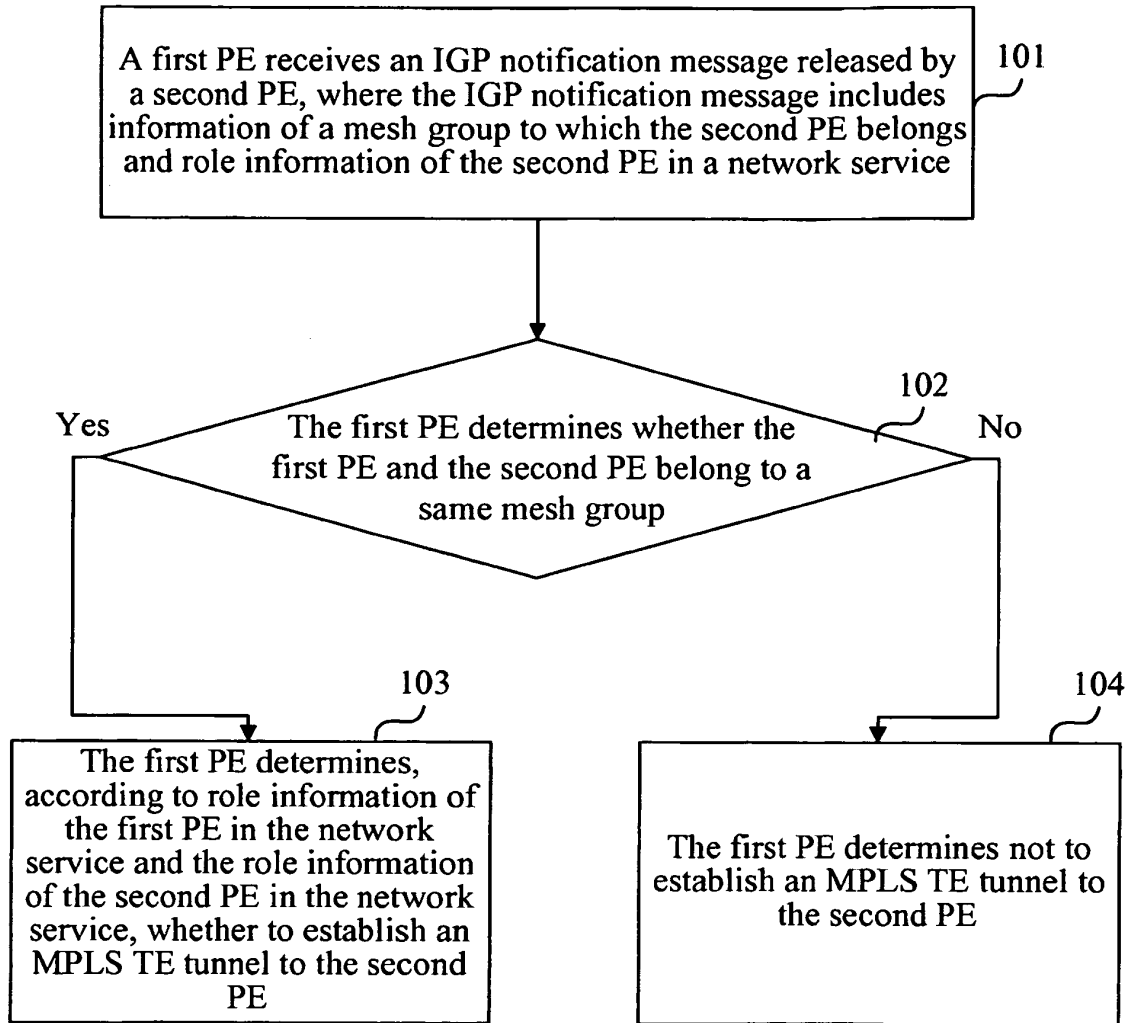 A first PE receives an IGP notification message released by
a second PE, where the IGP notification message includes
information of a mesh group to which the second PE belongs
and role information of the second PE in a network service
101
102
Yes
No
The first PE determines whether the
first PE and the second PE belong to a
same mesh group
103
104
The first PE determines,
according to role information of
the first PE in the network
service and the role information
of the second PE in the network
service, whether to establish an
MPLS TE tunnel to the second
PE
The first PE determines not to
establish an MPLS TE tunnel to
the second PE